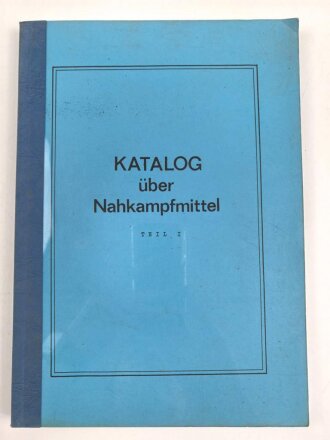 KATALOG
über
Nahkampfmittel
TEIL I